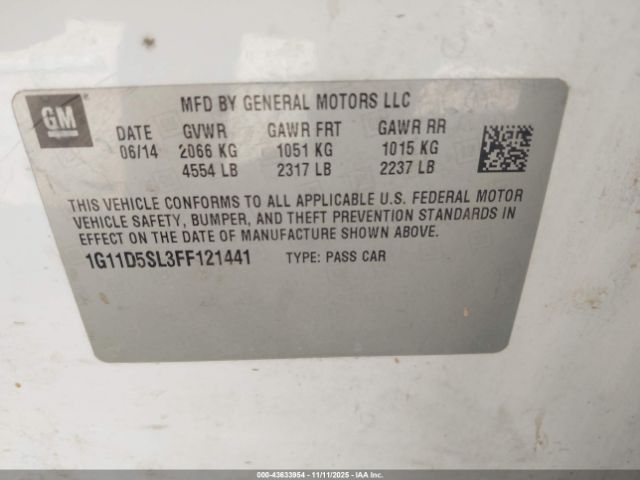 GM
MFD BY GENERAL MOTORS LLC
DATE GVWR GAWR FRT GAWR RR
06/14 2066 KG 1051 KG 1015 KG
4554 LB 2317 LB 2237 LB
THIS VEHICLE CONFORMS TO ALL APPLICABLE U.S. FEDERAL MOTOR
VEHICLE SAFETY, BUMPER, AND THEFT PREVENTION STANDARDS IN
EFFECT ON THE DATE OF MANUFACTURE SHOWN ABOVE.
1G11D5SL3FF121441 TYPE: PASS CAR
000-43633954 - 11/11/2025 - IAAI.COM